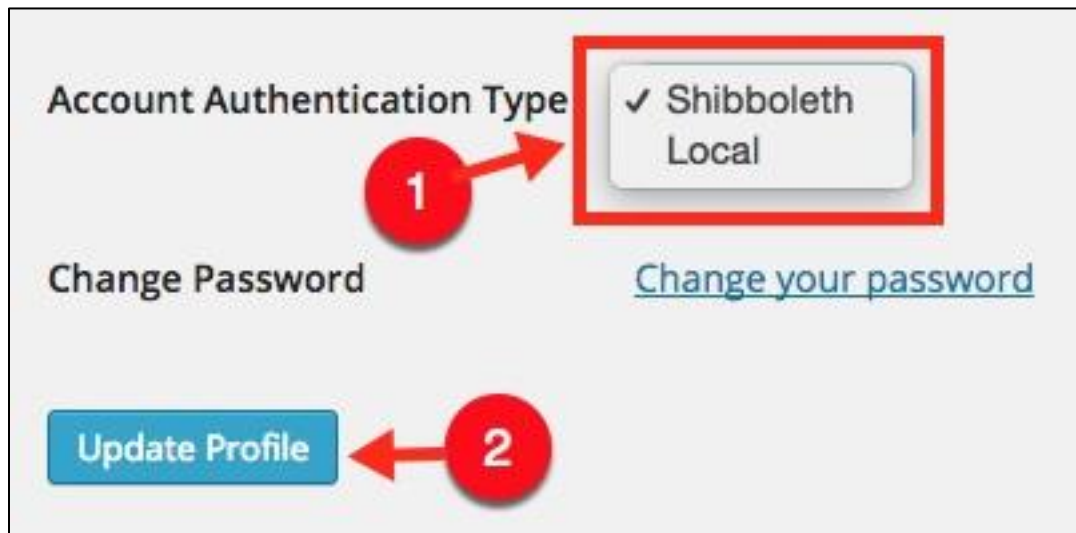 Account Authentication Type
✓ Shibboleth
Local
1
Change Password
Change your password
Update Profile
2